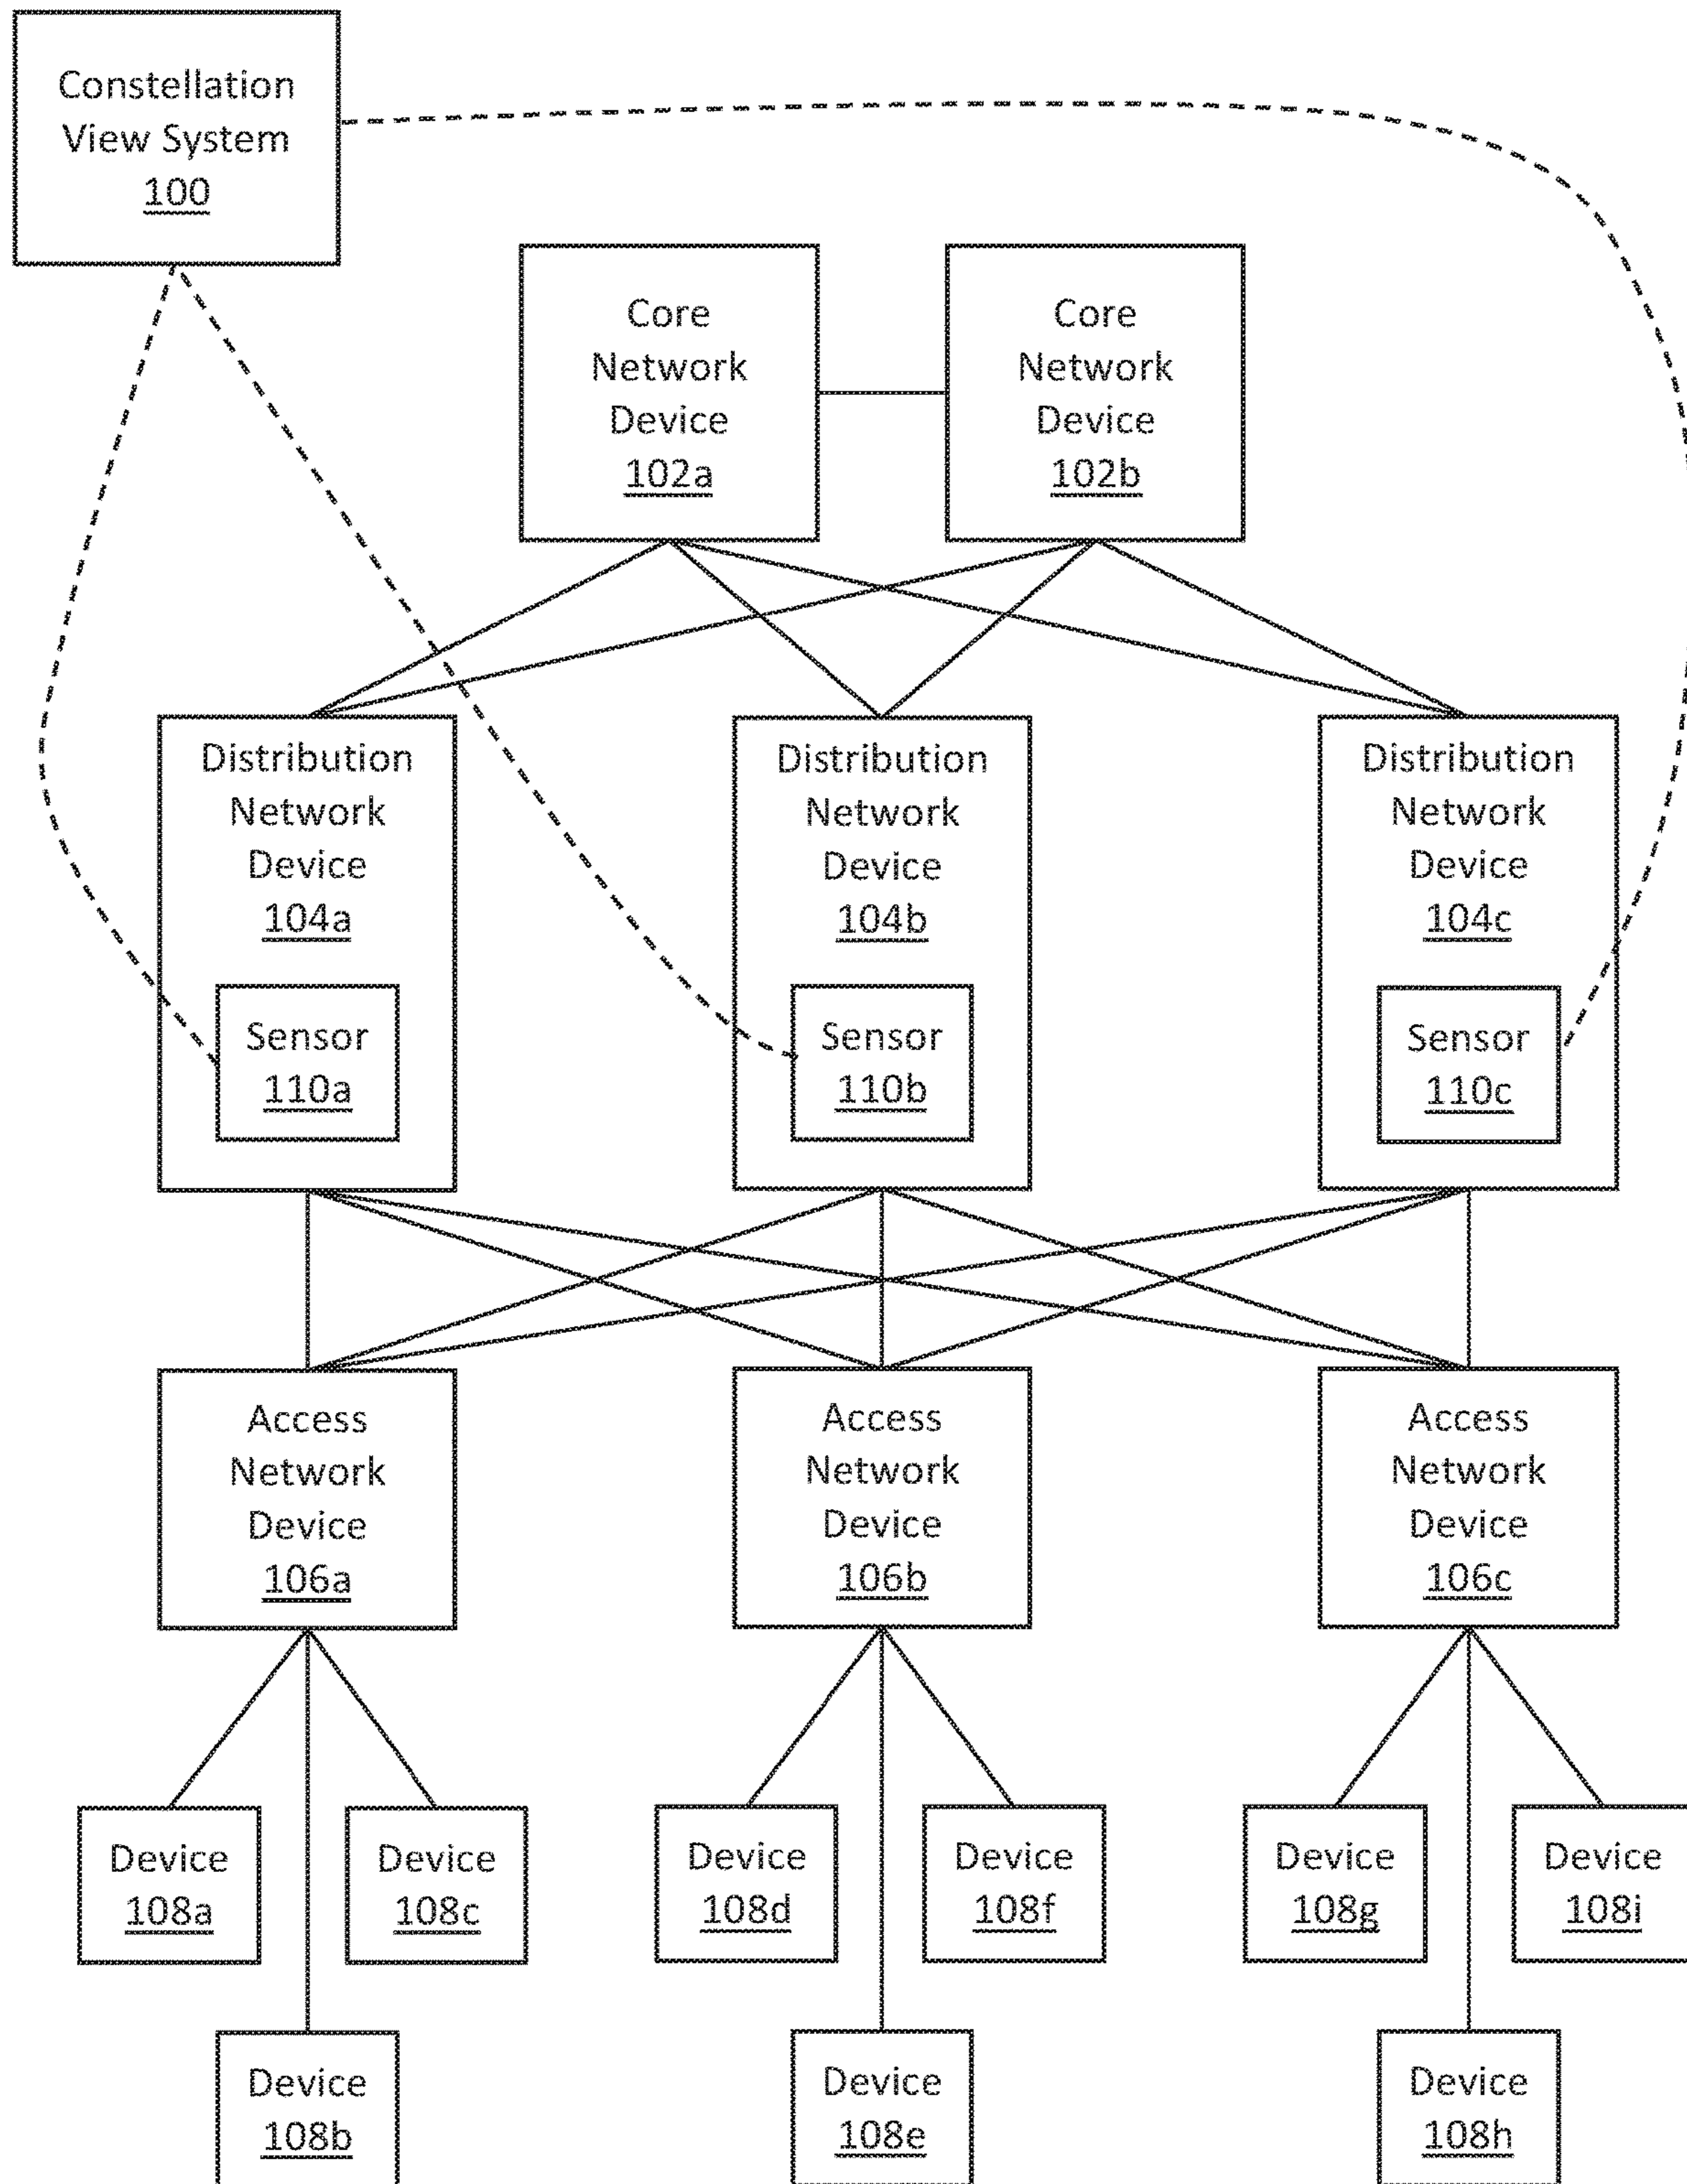 Constellation
View System
100
Core
Network
Device
102a
Core
Network
Device
102b
Distribution
Network
Device
104a
Sensor
110a
Distribution
Network
Device
104b
Sensor
110b
Distribution
Network
Device
104c
Sensor
110c
Access
Network
Device
106a
Access
Network
Device
106b
Access
Network
Device
106c
Device
108a
Device
108c
Device
108d
Device
108f
Device
108g
Device
108i
Device
108b
Device
108e
Device
108h